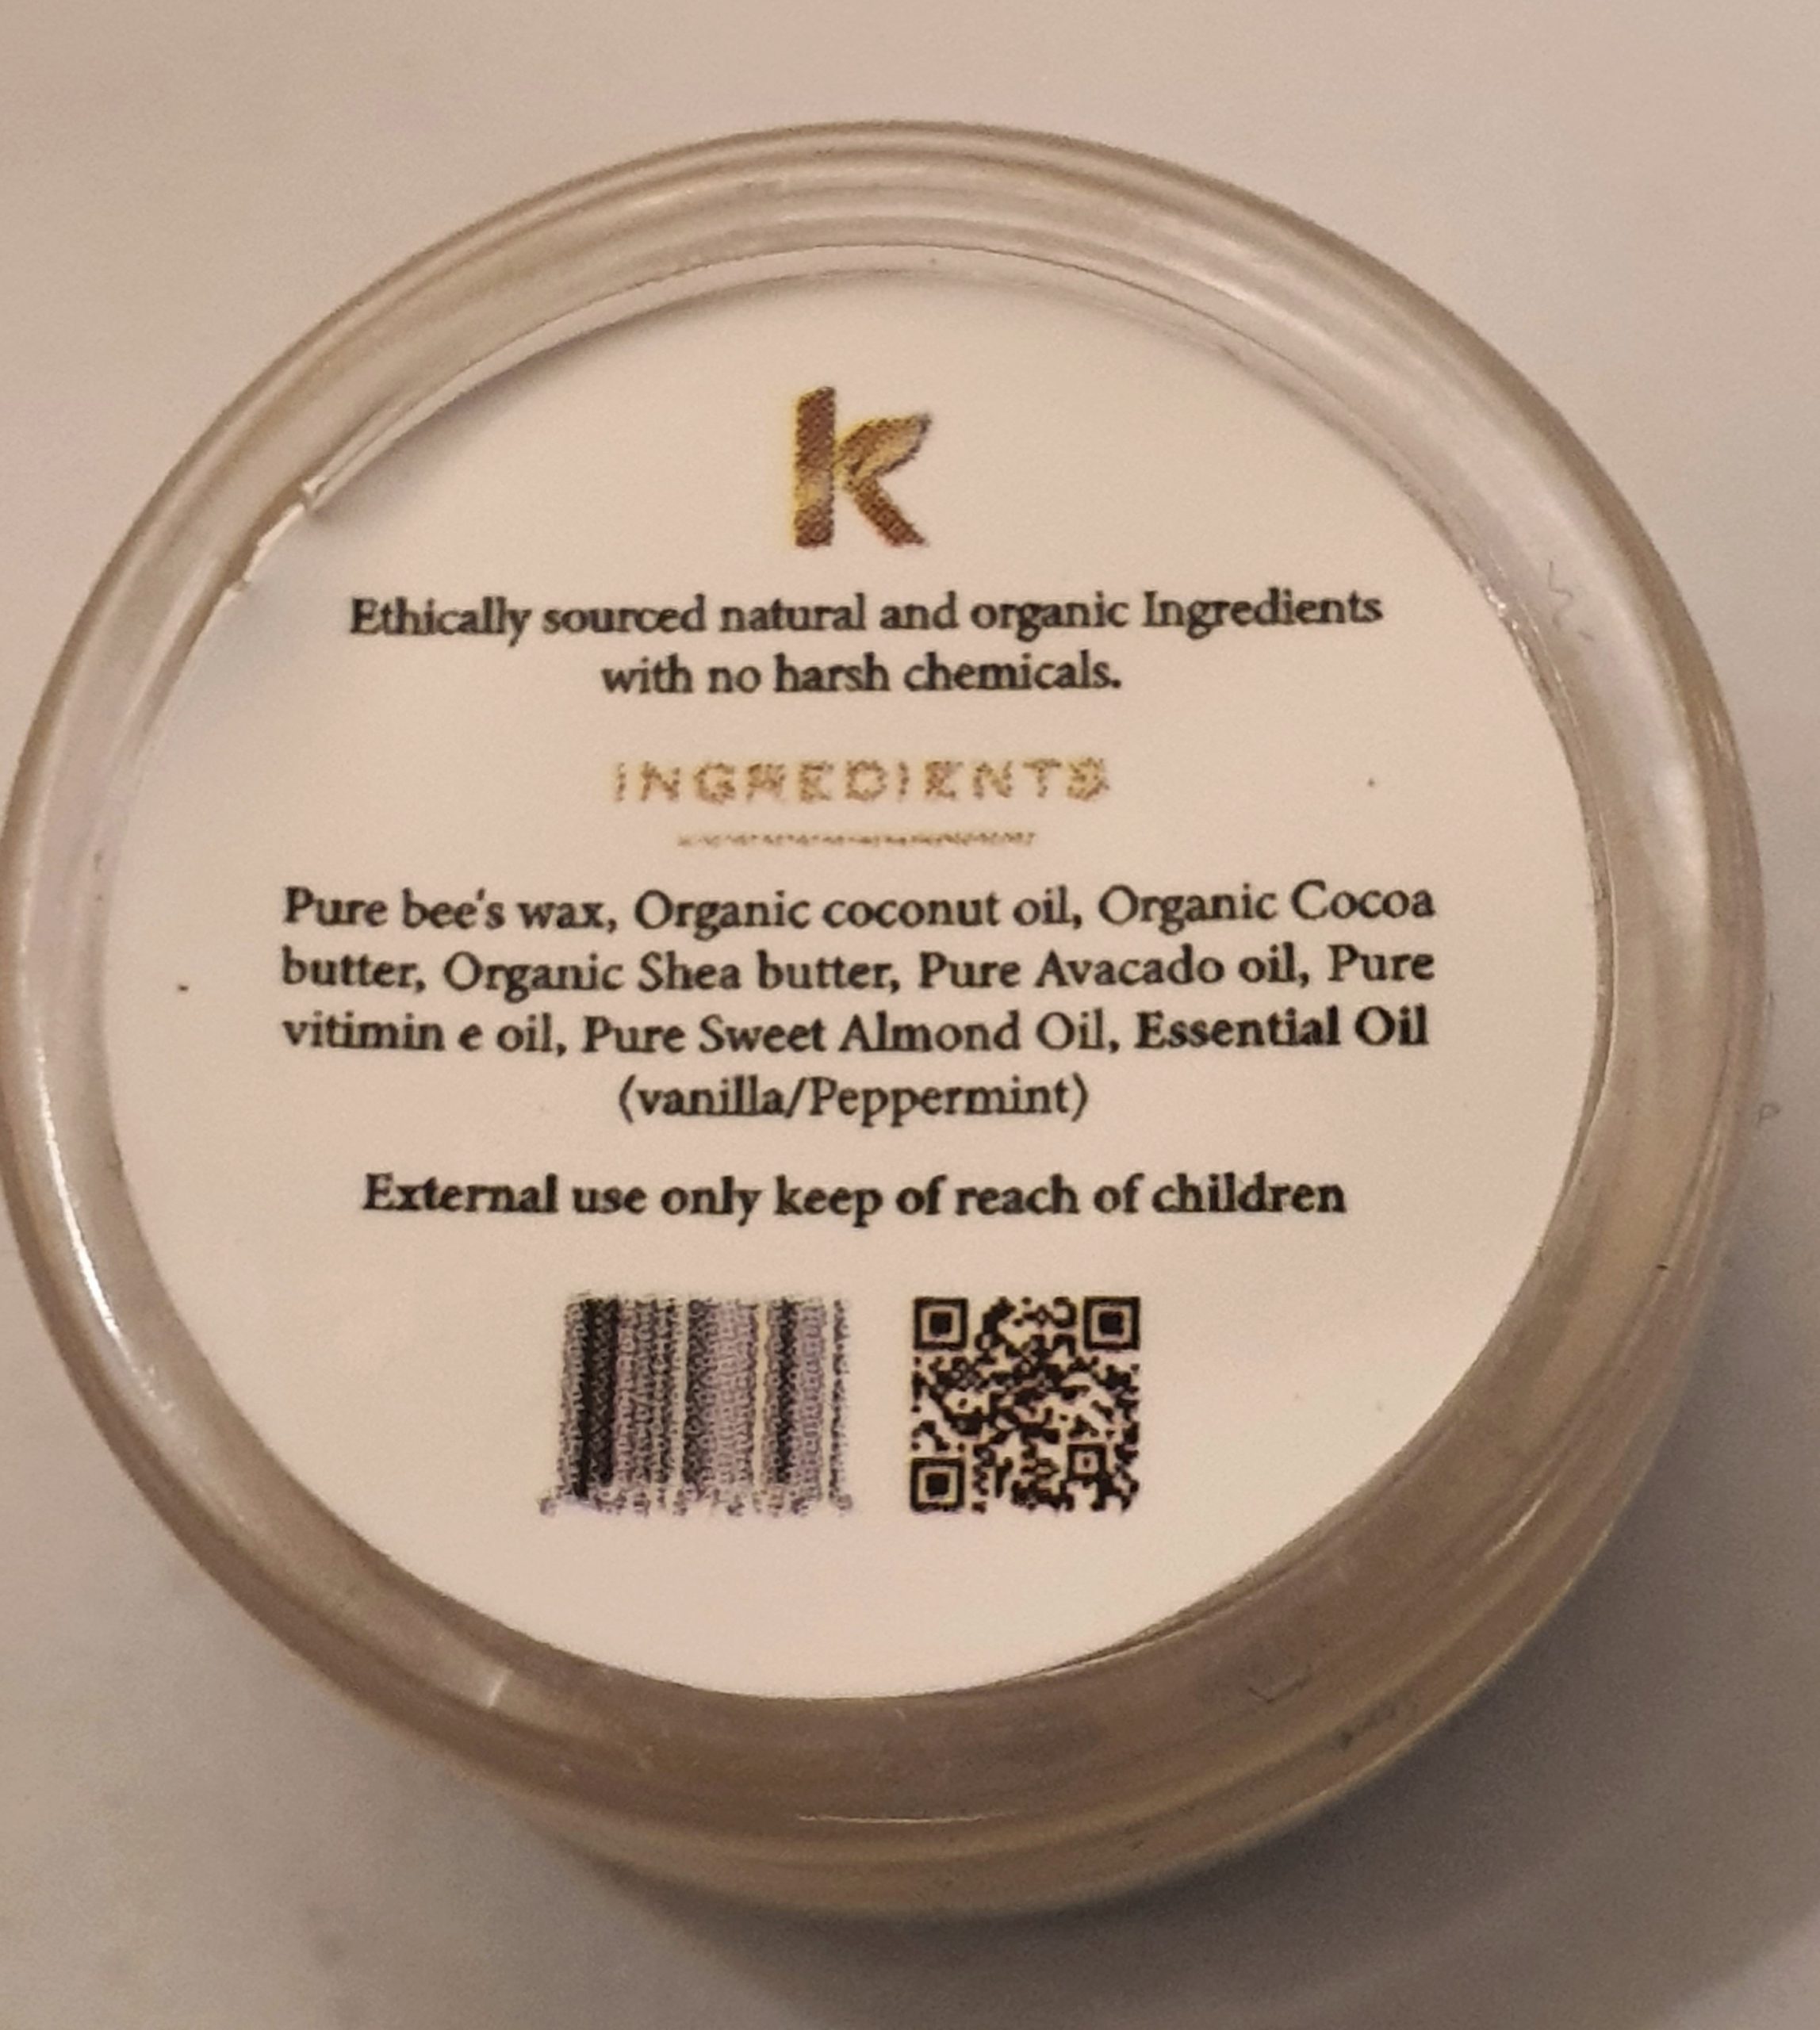 k
Ethically sourced natural and organic Ingredients
with no harsh chemicals.
INGREDIENTS
Pure bee's wax, Organic coconut oil, Organic Cocoa
butter, Organic Shea butter, Pure Avacado oil, Pure
vitimin e oil, Pure Sweet Almond Oil, Essential Oil
(vanilla/Peppermint)
External use only keep of reach of children